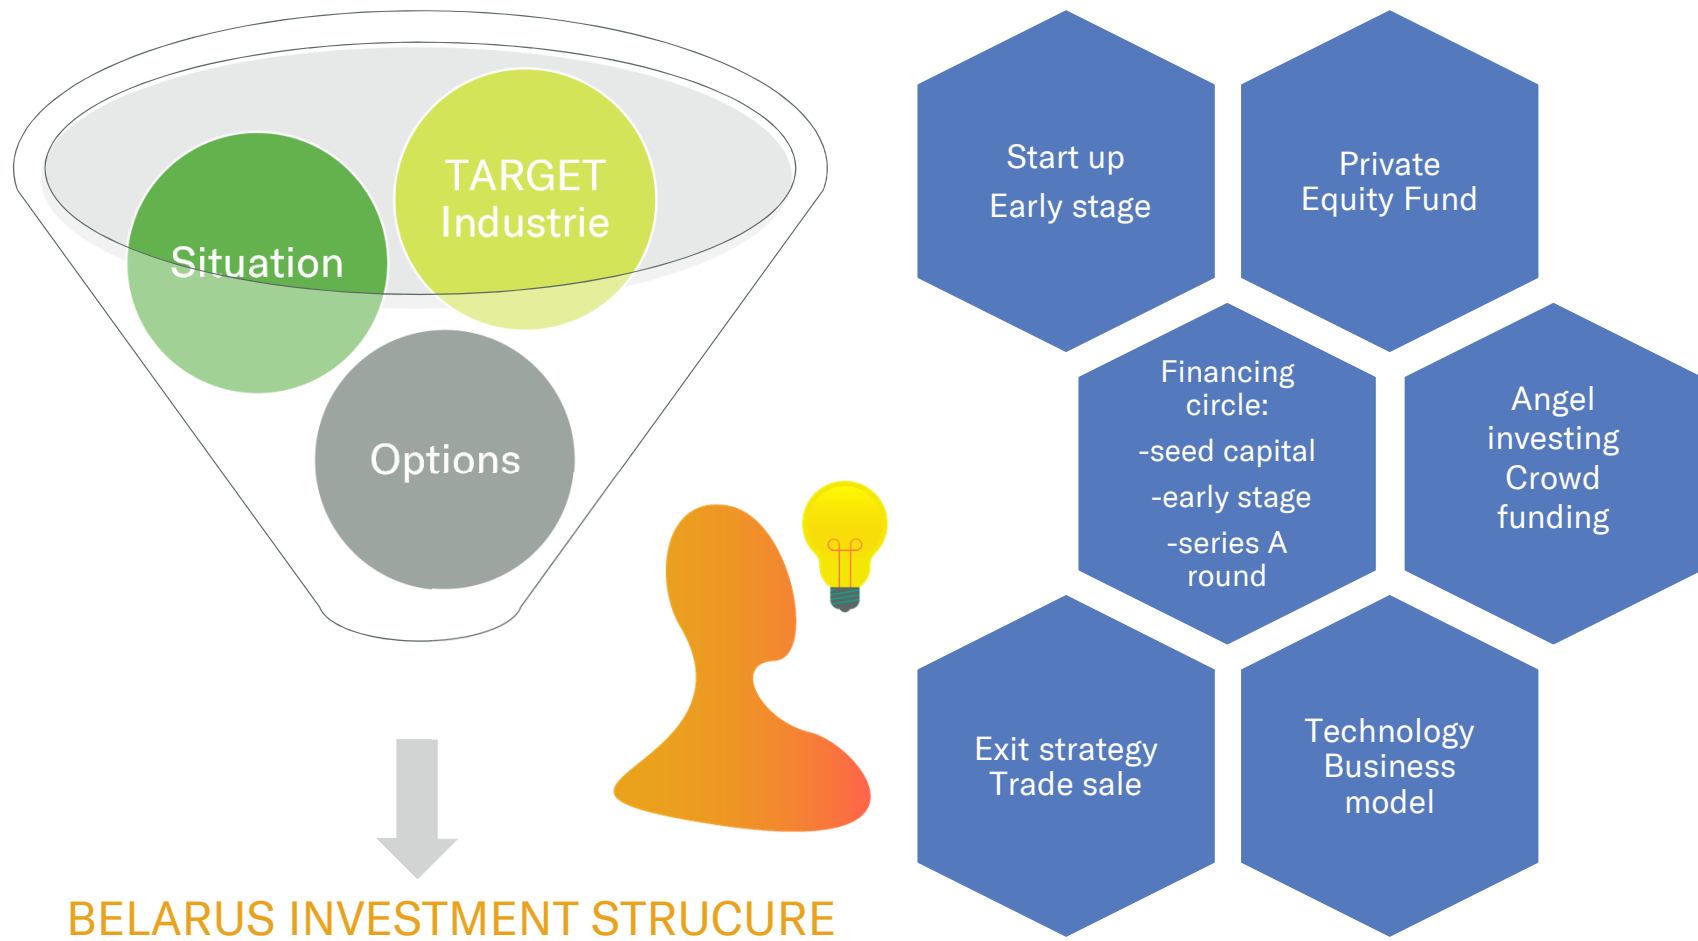 TARGET
Industrie
Situation
Options
BELARUS INVESTMENT STRUCURE
Start up
Early stage
Private
Equity Fund
Financing
circle:
-seed capital
-early stage
-series A
round
Angel
investing
Crowd
funding
Exit strategy
Trade sale
Technology
Business
model